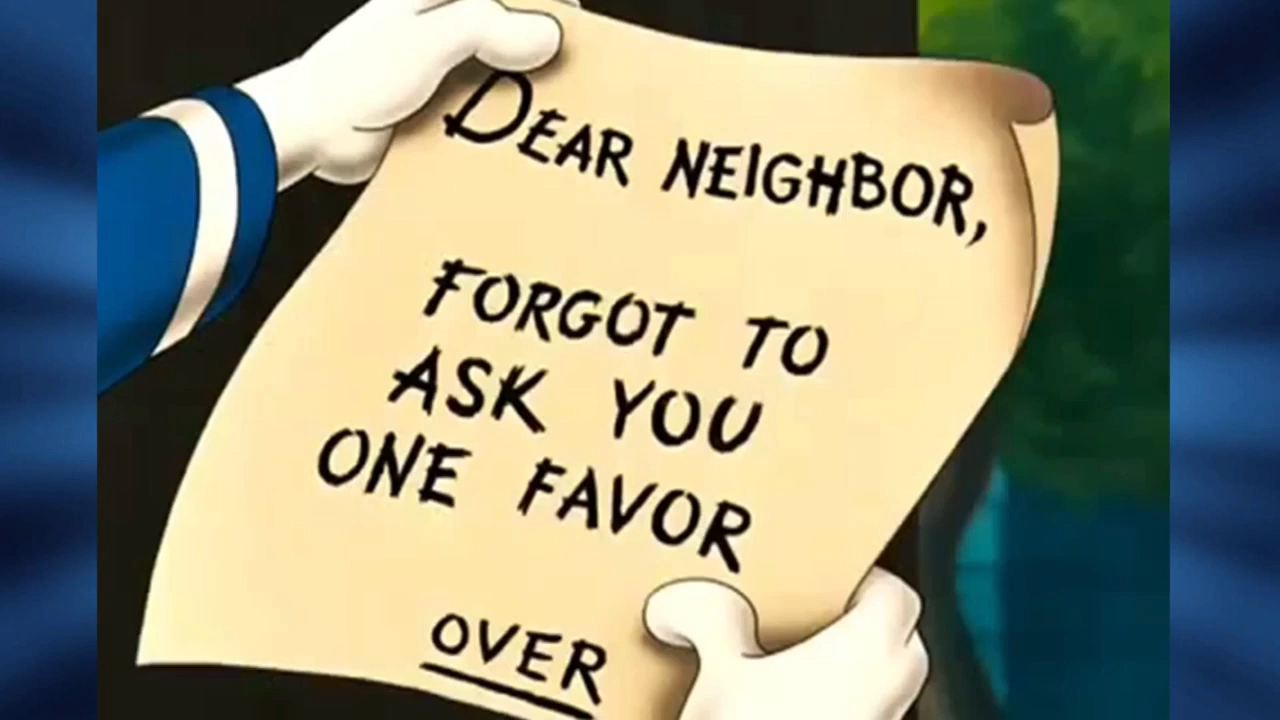 DEAR NEIGHBOR,
FORGOT TO
ASK YOU
ONE FAVOR
OVER